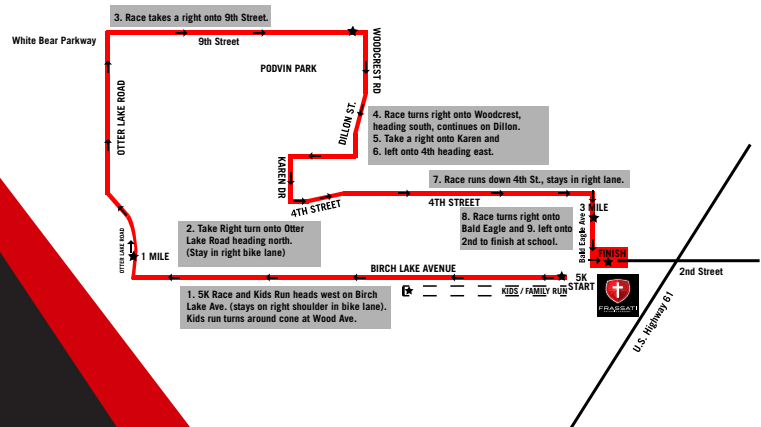 3. Race takes a right onto 9th Street.
White Bear Parkway
9th Street
WOODCREST RD
PODVIN PARK
OTTER LAKE ROAD
DILLON ST.
4. Race turns right onto Woodcrest,
heading south, continues on Dillon.
5. Take a right onto Karen and
6. left onto 4th heading east.
KAREN DR
7. Race runs down 4th St., stays in right lane.
4TH STREET
4TH STREET
3 MILE
8. Race turns right onto
Bald Eagle and 9. left onto
2nd to finish at school.
Bald Eagle Ave
2. Take Right turn onto Otter
Lake Road heading north.
(Stay in right bike lane)
OTTER LAKE ROAD
1 MILE
FINISH
BIRCH LAKE AVENUE
2nd Street
5K
START
KIDS / FAMILY RUN
1. 5K Race and Kids Run heads west on Birch
Lake Ave. (stays on right shoulder in bike lane).
Kids run turns around cone at Wood Ave.
FRASSATI
U.S. Highway 61